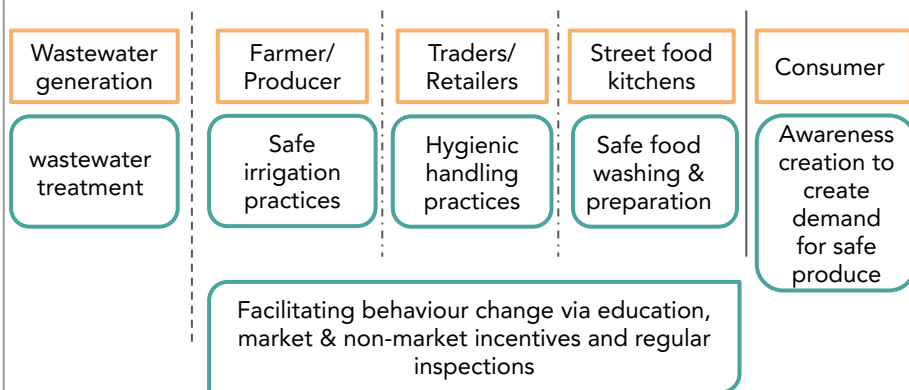 Wastewater
generation
Farmer/
Producer
Traders/
Retailers
Street food
kitchens
Consumer
wastewater
treatment
Safe
irrigation
practices
Hygienic
handling
practices
Safe food
washing &
preparation
Awareness
creation to
create
demand
for safe
produce
Facilitating behaviour change via education,
market & non-market incentives and regular
inspections